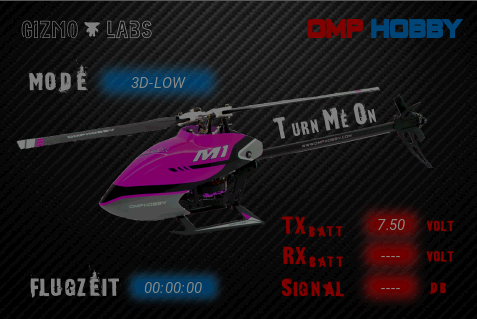 GIZMO LABS
OMP HOBBY
MODE 3D-LOW
TURN ME ON
M1
OMPHOBBY
TX BATT 7.50 VOLT
RX BATT ---- VOLT
FLUGZEIT 00:00:00
SIGNAL ---- DB